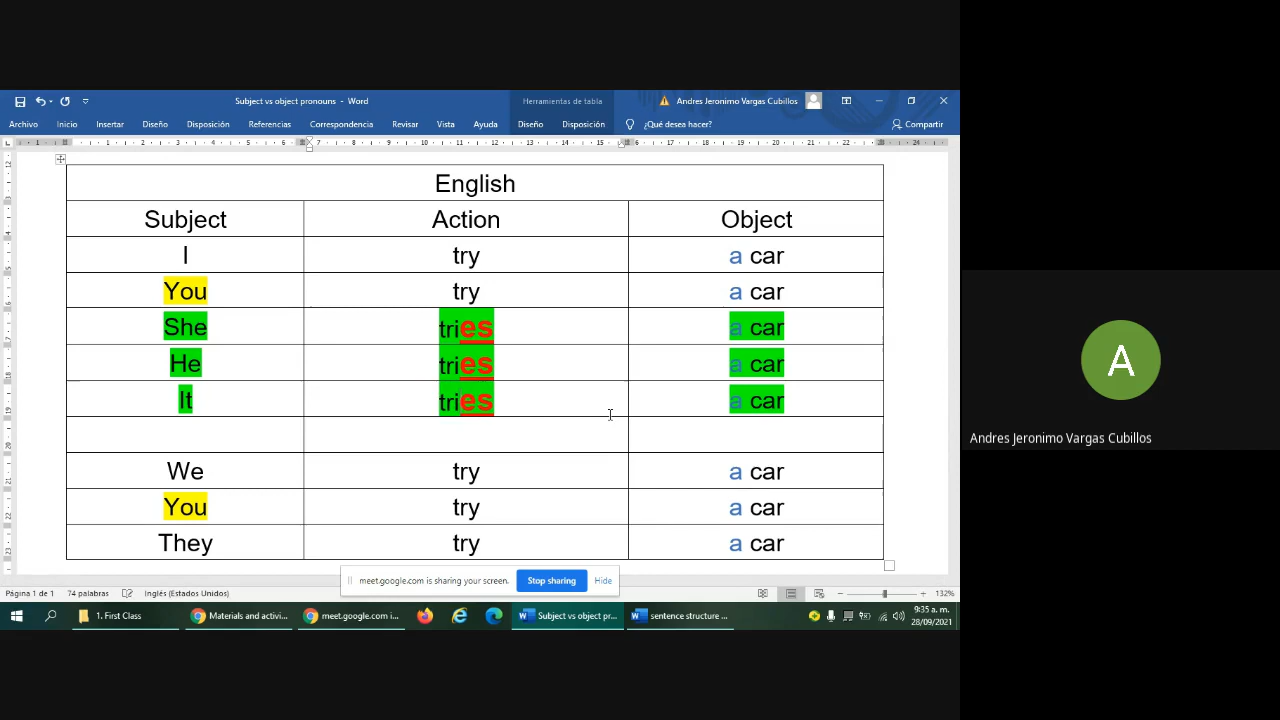 Subject vs object pronouns - Word
Herramientas de tabla
Andres Jeronimo Vargas Cubillos
Archivo Inicio Insertar Diseño Disposición Referencias Correspondencia Revisar Vista Ayuda Diseño Disposición ¿Qué desea hacer? Compartir
English
Subject Action Object
I try a car
You try a car
She tries a car
He tries a car
It tries a car
We try a car
You try a car
They try a car
meet.google.com is sharing your screen. Stop sharing Hide
Página 1 de 1 74 palabras Inglés (Estados Unidos) 132%
1. First Class Materials and activi... meet.google.com i... Subject vs object pr... sentence structure ...
9:35 a. m.
28/09/2021
A
Andres Jeronimo Vargas Cubillos